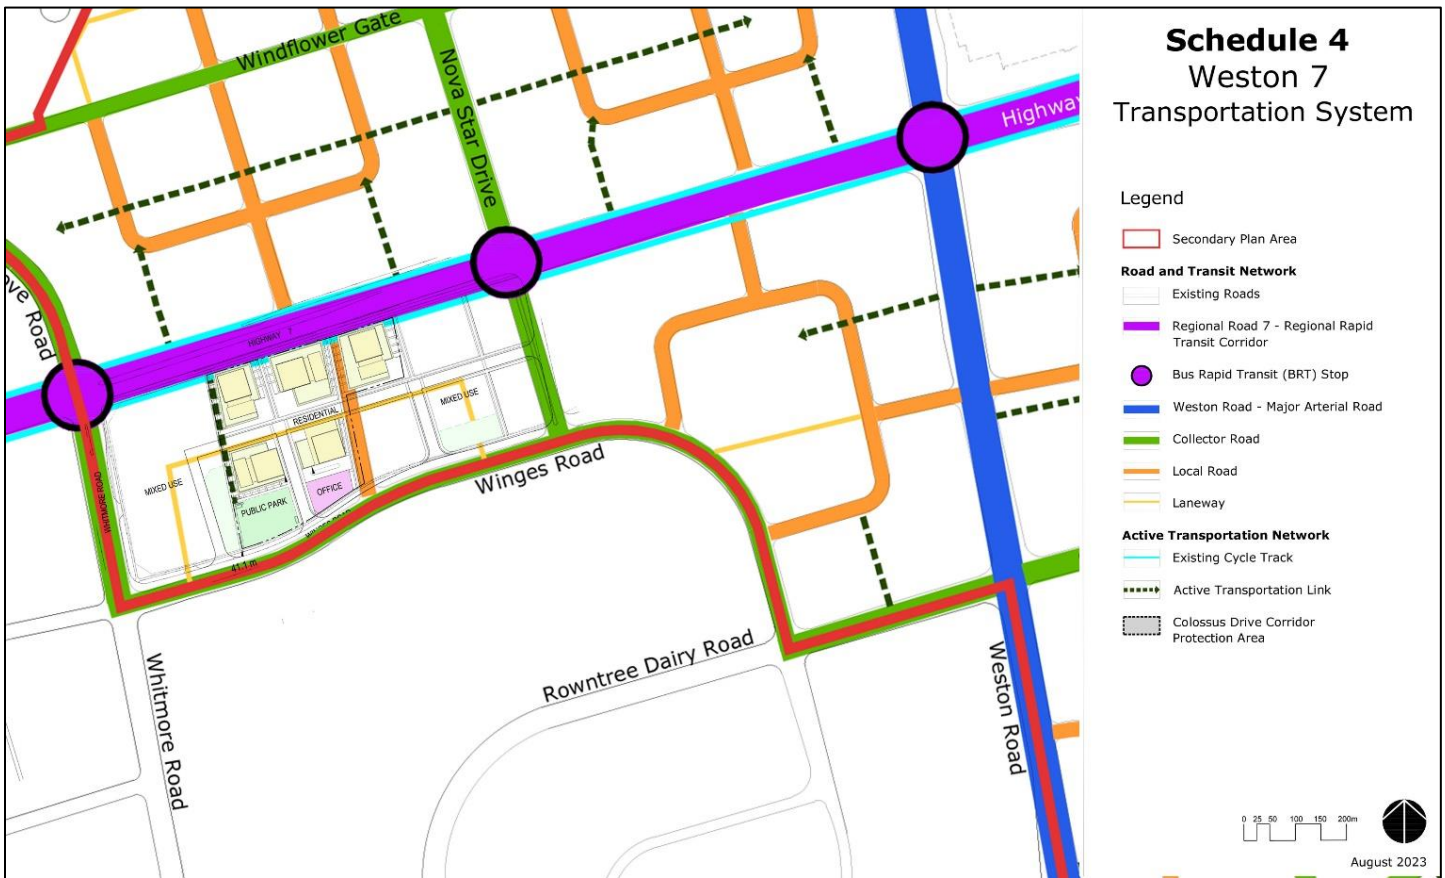 Schedule 4
Weston 7
Transportation System
Legend
Secondary Plan Area
Road and Transit Network
Existing Roads
Regional Road 7 - Regional Rapid
Transit Corridor
Bus Rapid Transit (BRT) Stop
Weston Road - Major Arterial Road
Collector Road
Local Road
Laneway
Active Transportation Network
Existing Cycle Track
Active Transportation Link
Colossus Drive Corridor
Protection Area
0 25 50 100 150 200m
August 2023
Windflower Gate
Nova Star Drive
Highway
Road
HIGHWAY 7
RESIDENTIAL
MIXED USE
MIXED USE
WHITMORE ROAD
OFFICE
PUBLIC PARK
41.1 m
Winges Road
Rowntree Dairy Road
Whitmore Road
Weston Road